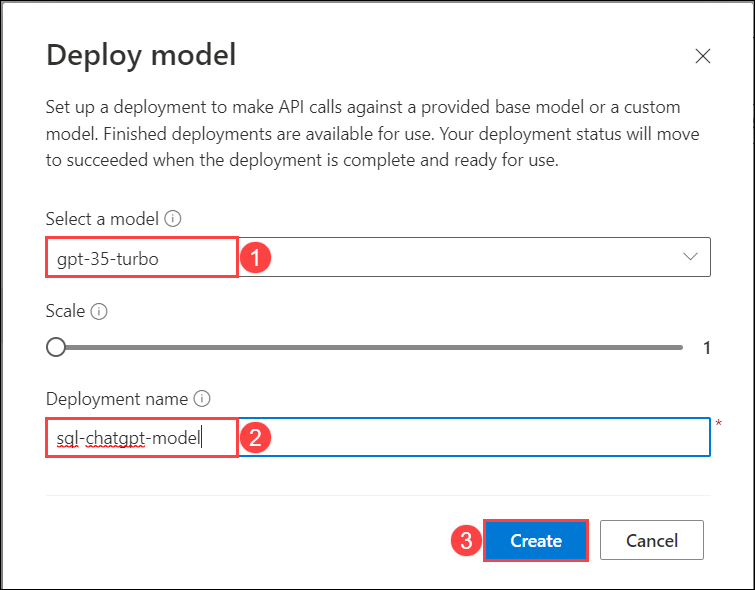 Deploy model
Set up a deployment to make API calls against a provided base model or a custom
model. Finished deployments are available for use. Your deployment status will move
to succeeded when the deployment is complete and ready for use.
Select a model
gpt-35-turbo 1
Scale
1
Deployment name
sql-chatgpt-model 2 *
3 Create Cancel